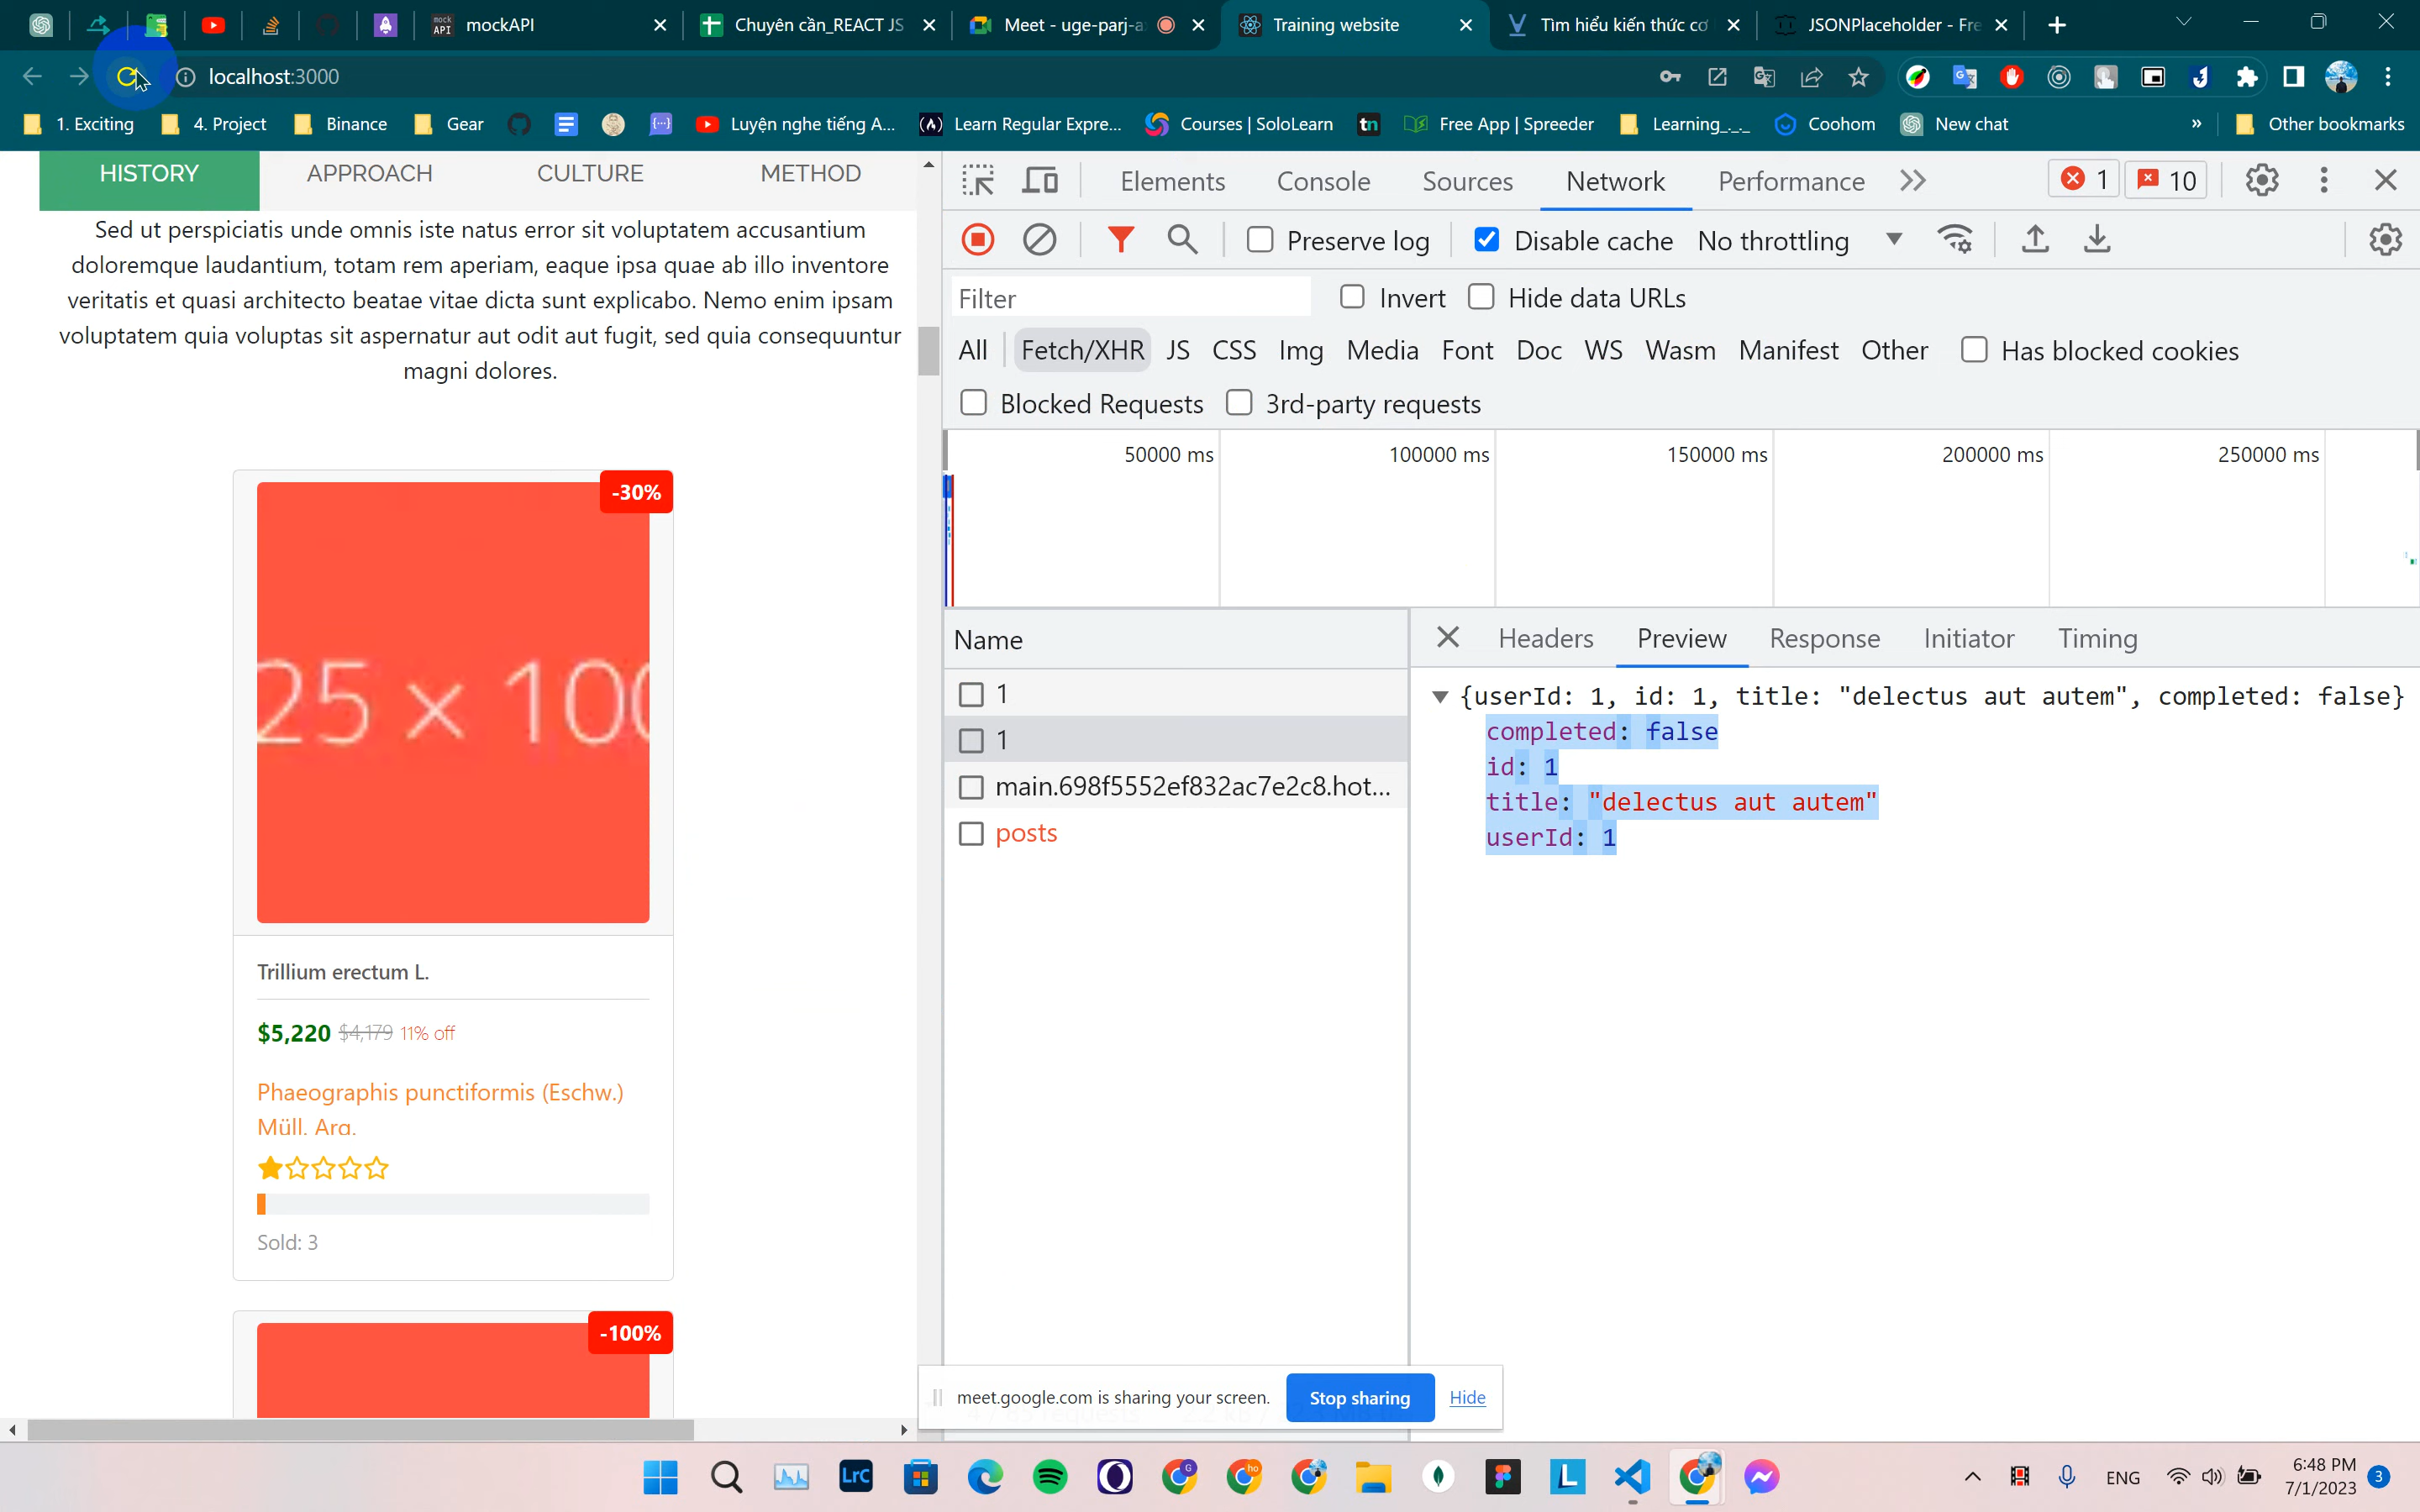 mock
API
mockAPI
Chuyên cần_REACT JS
Meet - uge-parj-a
Training website
Tìm hiểu kiến thức cơ
JSONPlaceholder - Fre
localhost:3000
1. Exciting
4. Project
Binance
Gear
Luyện nghe tiếng A...
Learn Regular Expre...
Courses | SoloLearn
tn
Free App | Spreeder
Learning_._._
Coohom
New chat
»
Other bookmarks
HISTORY
APPROACH
CULTURE
METHOD
Sed ut perspiciatis unde omnis iste natus error sit voluptatem accusantium
doloremque laudantium, totam rem aperiam, eaque ipsa quae ab illo inventore
veritatis et quasi architecto beatae vitae dicta sunt explicabo. Nemo enim ipsam
voluptatem quia voluptas sit aspernatur aut odit aut fugit, sed quia consequuntur
magni dolores.
-30%
25 × 100
Trillium erectum L.
$5,220 $4,179 11% off
Phaeographis punctiformis (Eschw.)
Müll. Arg.
Sold: 3
-100%
Elements
Console
Sources
Network
Performance
1
10
Preserve log
Disable cache
No throttling
Filter
Invert
Hide data URLs
All
Fetch/XHR
JS
CSS
Img
Media
Font
Doc
WS
Wasm
Manifest
Other
Has blocked cookies
Blocked Requests
3rd-party requests
50000 ms
100000 ms
150000 ms
200000 ms
250000 ms
Name
1
1
main.698f5552ef832ac7e2c8.hot...
posts
Headers
Preview
Response
Initiator
Timing
{userId: 1, id: 1, title: "delectus aut autem", completed: false}
completed: false
id: 1
title: "delectus aut autem"
userId: 1
meet.google.com is sharing your screen.
Stop sharing
Hide
LrC
G
ho
L
ENG
6:48 PM
7/1/2023
3